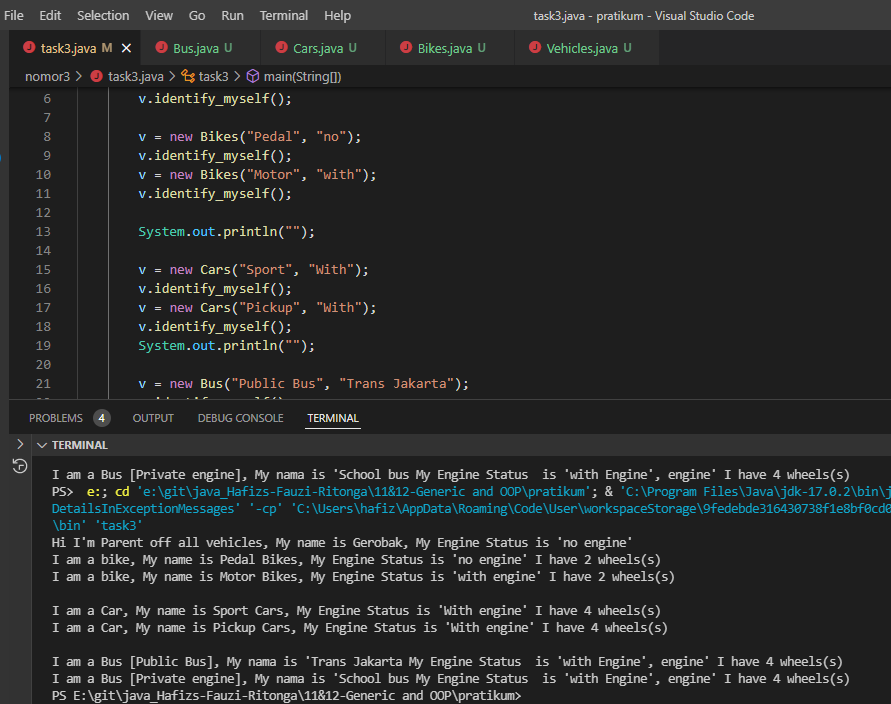 File Edit Selection View Go Run Terminal Help task3.java - pratikum - Visual Studio Code
task3.java M Bus.java U Cars.java U Bikes.java U Vehicles.java U
nomor3 > task3.java > task3 > main(String[])
6 v.identify_myself();
7
8 v = new Bikes("Pedal", "no");
9 v.identify_myself();
10 v = new Bikes("Motor", "with");
11 v.identify_myself();
12
13 System.out.println("");
14
15 v = new Cars("Sport", "With");
16 v.identify_myself();
17 v = new Cars("Pickup", "With");
18 v.identify_myself();
19 System.out.println("");
20
21 v = new Bus("Public Bus", "Trans Jakarta");
PROBLEMS 4 OUTPUT DEBUG CONSOLE TERMINAL
TERMINAL
I am a Bus [Private engine], My nama is 'School bus My Engine Status  is 'with Engine', engine' I have 4 wheels(s)
PS>  e:; cd 'e:\git\java_Hafizs-Fauzi-Ritonga\11&12-Generic and OOP\pratikum'; & 'C:\Program Files\Java\jdk-17.0.2\bin\j
DetailsInExceptionMessages' '-cp' 'C:\Users\hafiz\AppData\Roaming\Code\User\workspaceStorage\9fedebde316430738f1e8bf0cd0
\bin' 'task3'
Hi I'm Parent off all vehicles, My name is Gerobak, My Engine Status is 'no engine'
I am a bike, My name is Pedal Bikes, My Engine Status is 'no engine' I have 2 wheels(s)
I am a bike, My name is Motor Bikes, My Engine Status is 'with engine' I have 2 wheels(s)
I am a Car, My name is Sport Cars, My Engine Status is 'With engine' I have 4 wheels(s)
I am a Car, My name is Pickup Cars, My Engine Status is 'With engine' I have 4 wheels(s)
I am a Bus [Public Bus], My nama is 'Trans Jakarta My Engine Status  is 'with Engine', engine' I have 4 wheels(s)
I am a Bus [Private engine], My nama is 'School bus My Engine Status  is 'with Engine', engine' I have 4 wheels(s)
PS E:\git\java_Hafizs-Fauzi-Ritonga\11&12-Generic and OOP\pratikum>